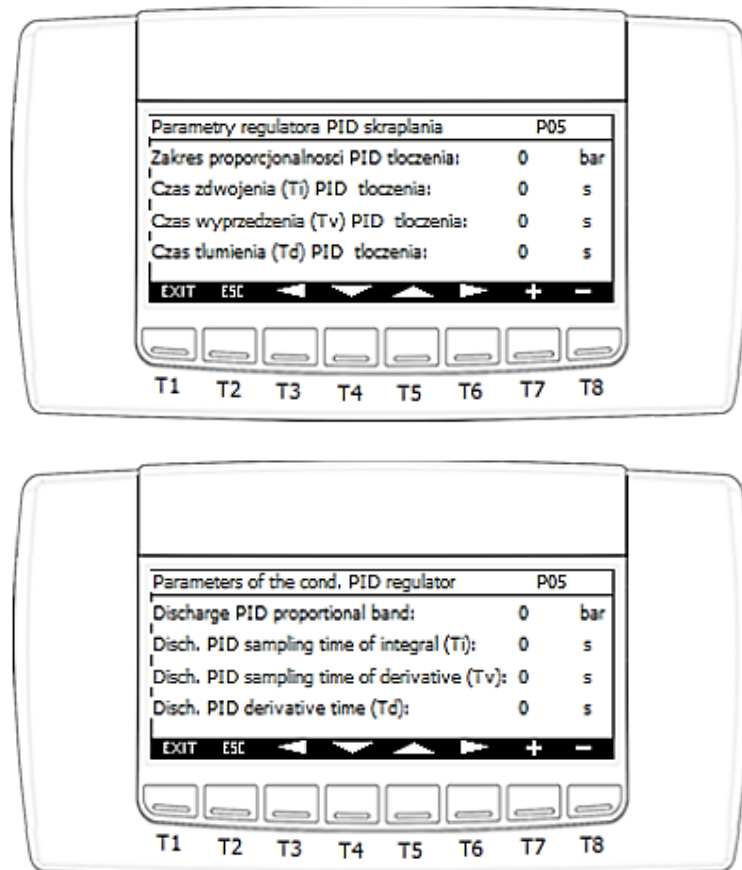 Parametry regulatora PID skraplania P05
Zakres proporcjonalnosci PID tloczenia: 0 bar
Czas zdwojenia (Ti) PID tloczenia: 0 s
Czas wyprzedzenia (Tv) PID tloczenia: 0 s
Czas tlumienia (Td) PID tloczenia: 0 s
EXIT ESC + −
T1 T2 T3 T4 T5 T6 T7 T8
Parameters of the cond. PID regulator P05
Discharge PID proportional band: 0 bar
Disch. PID sampling time of integral (Ti): 0 s
Disch. PID sampling time of derivative (Tv): 0 s
Disch. PID derivative time (Td): 0 s
EXIT ESC + −
T1 T2 T3 T4 T5 T6 T7 T8